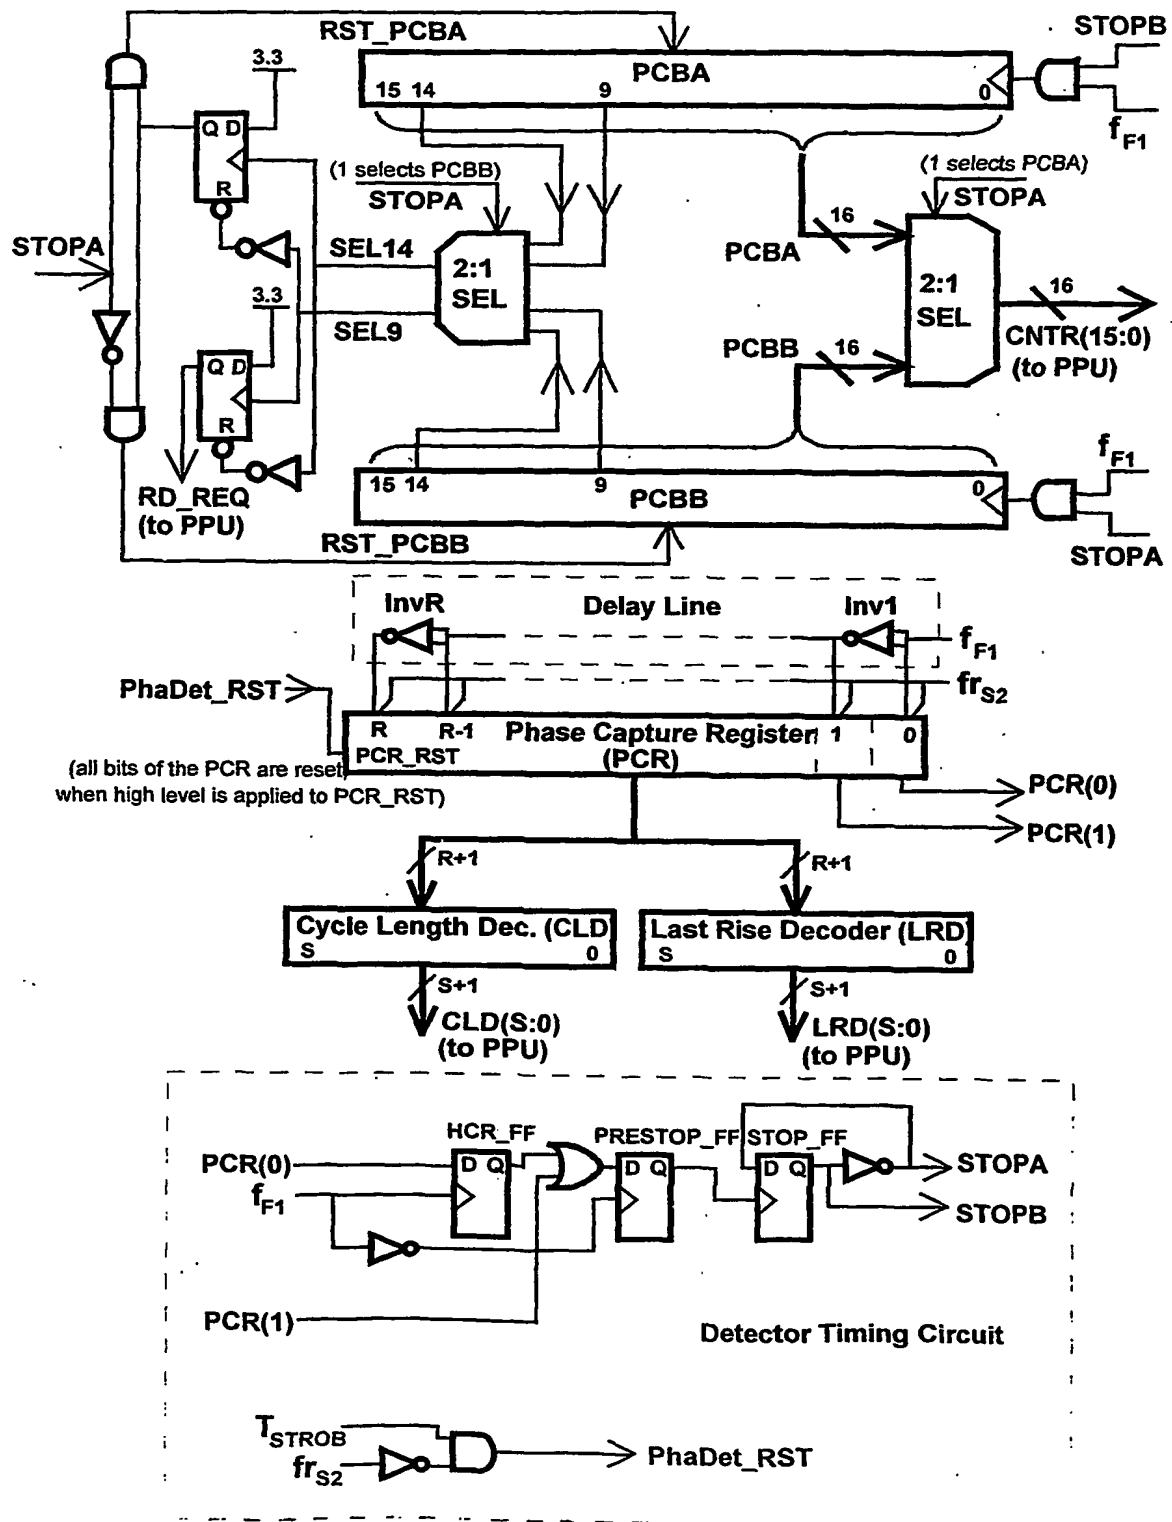 RST_PCBA
STOPB
3.3
PCBA
15 14
9
0
f F1
Q D
R
(1 selects PCBB)
STOPA
(1 selects PCBA)
STOPA
STOPA
SEL14
2:1
SEL
SEL9
16
PCBA
2:1
SEL
16
CNTR(15:0)
(to PPU)
PCBB
16
3.3
Q D
R
RD_REQ
(to PPU)
15 14
9
0
PCBB
f F1
STOPA
RST_PCBB
InvR
Delay Line
Inv1
f F1
PhaDet_RST
fr S2
R
R-1
Phase Capture Register
1
0
PCR_RST
(PCR)
(all bits of the PCR are reset
when high level is applied to PCR_RST)
PCR(0)
PCR(1)
R+1
R+1
Cycle Length Dec. (CLD
S
0
Last Rise Decoder (LRD)
S
0
S+1
S+1
CLD(S:0)
(to PPU)
LRD(S:0)
(to PPU)
HCR_FF
PRESTOP_FF
STOP_FF
PCR(0)
D Q
D Q
D Q
STOPA
f F1
STOPB
PCR(1)
Detector Timing Circuit
T STROB
fr S2
PhaDet_RST